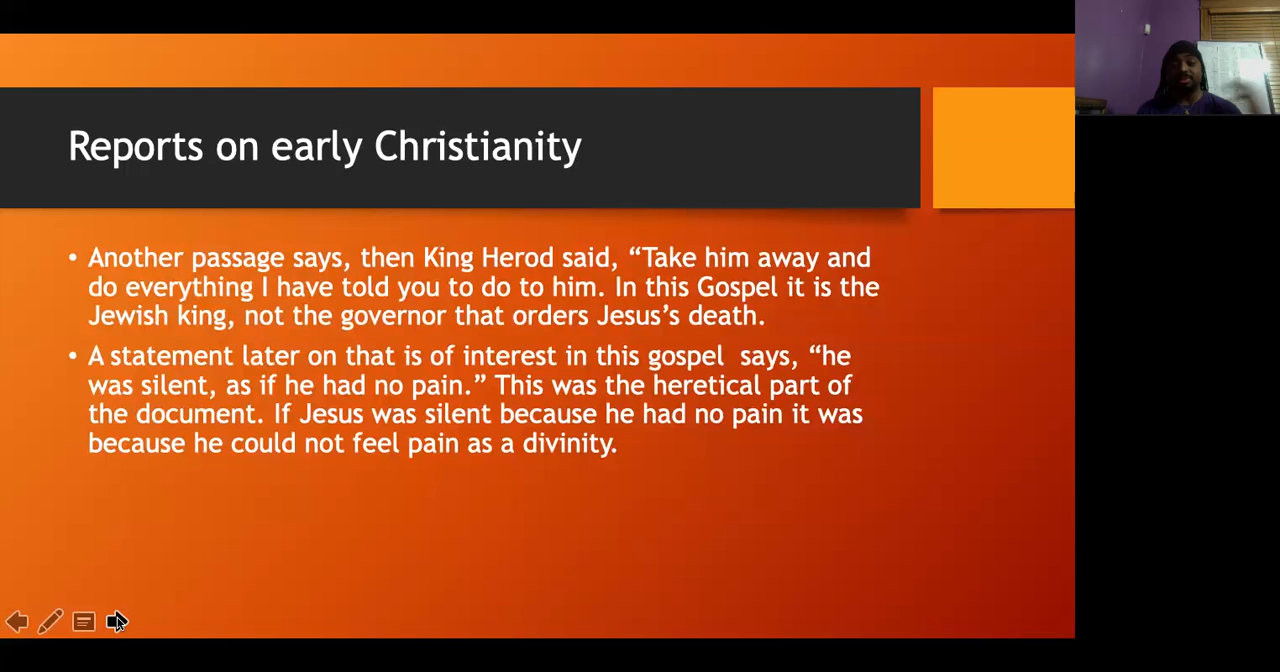 Reports on early Christianity
• Another passage says, then King Herod said, “Take him away and
do everything I have told you to do to him. In this Gospel it is the
Jewish king, not the governor that orders Jesus’s death.
• A statement later on that is of interest in this gospel  says, “he
was silent, as if he had no pain.” This was the heretical part of
the document. If Jesus was silent because he had no pain it was
because he could not feel pain as a divinity.